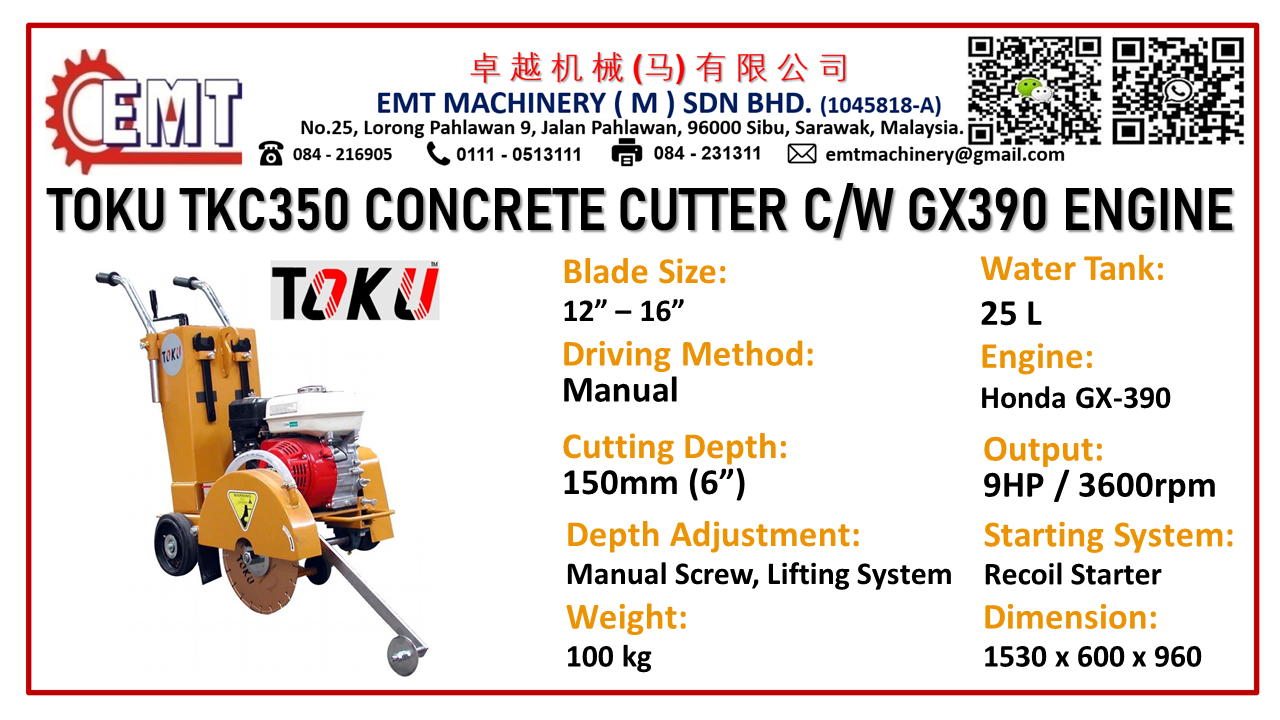 EMT
卓越机械(马)有限公司
EMT MACHINERY ( M ) SDN BHD. (1045818-A)
No.25, Lorong Pahlawan 9, Jalan Pahlawan, 96000 Sibu, Sarawak, Malaysia.
084 - 216905 0111 - 0513111 084 - 231311 emtmachinery@gmail.com
TOKU TKC350 CONCRETE CUTTER C/W GX390 ENGINE
TOKU™
TOKU
TOKU
Blade Size:
12” – 16”
Driving Method:
Manual
Cutting Depth:
150mm (6”)
Depth Adjustment:
Manual Screw, Lifting System
Weight:
100 kg
Water Tank:
25 L
Engine:
Honda GX-390
Output:
9HP / 3600rpm
Starting System:
Recoil Starter
Dimension:
1530 x 600 x 960